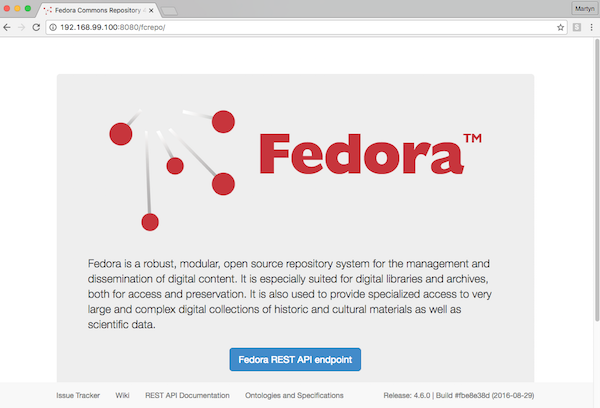 Fedora Commons Repository
Martyn
192.168.99.100:8080/fcrepo/
Fedora™
Fedora is a robust, modular, open source repository system for the management and
dissemination of digital content. It is especially suited for digital libraries and archives,
both for access and preservation. It is also used to provide specialized access to very
large and complex digital collections of historic and cultural materials as well as
scientific data.
Fedora REST API endpoint
Issue Tracker Wiki REST API Documentation Ontologies and Specifications Release: 4.6.0 | Build #fbe8e38d (2016-08-29)